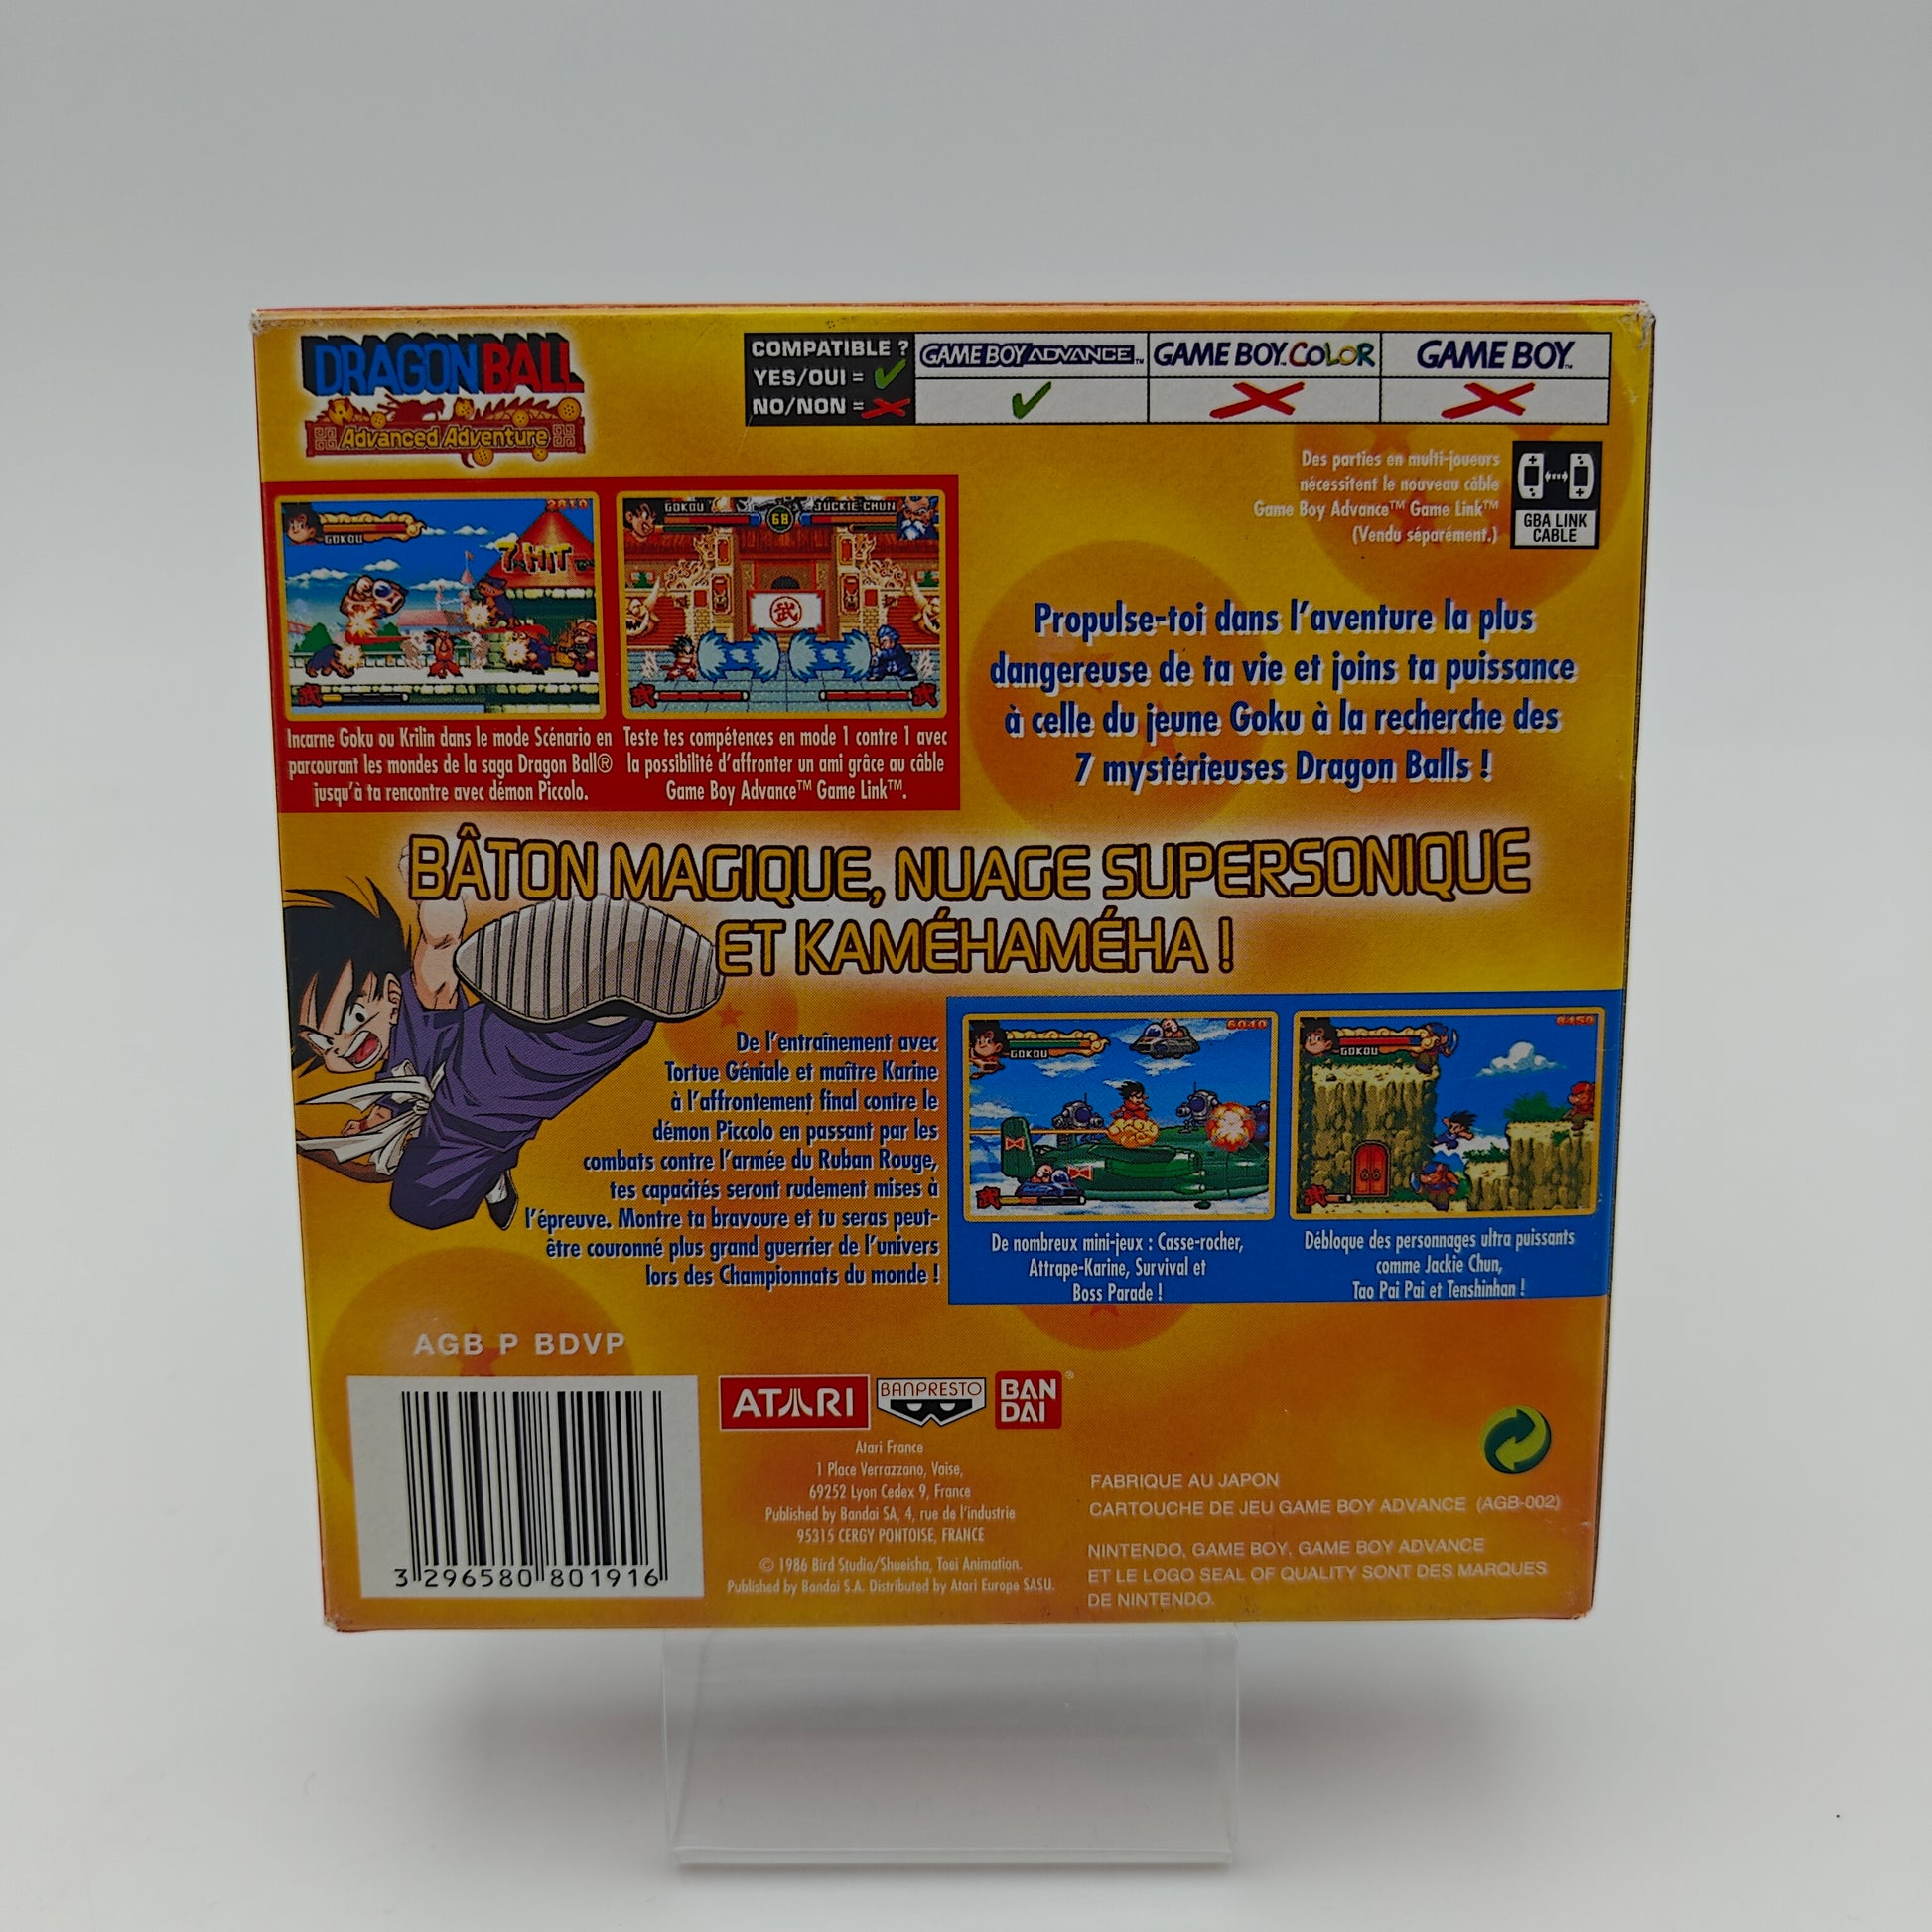 DRAGON BALL
Advanced Adventure
COMPATIBLE ?
YES/OUI =
NO/NON =
GAME BOY ADVANCE™
GAME BOY COLOR
GAME BOY™
Des parties en multi-joueurs
nécessitent le nouveau câble
Game Boy Advance™ Game Link™
(Vendu séparément.)
GBA LINK
CABLE
GOKOU
2810
7 HIT
GOKOU
68
JUCKIE CHUN
武
Incarne Goku ou Krilin dans le mode Scénario en
parcourant les mondes de la saga Dragon Ball®
jusqu'à ta rencontre avec démon Piccolo.
Teste tes compétences en mode 1 contre 1 avec
la possibilité d'affronter un ami grâce au câble
Game Boy Advance™ Game Link™.
Propulse-toi dans l'aventure la plus
dangereuse de ta vie et joins ta puissance
à celle du jeune Goku à la recherche des
7 mystérieuses Dragon Balls !
BÂTON MAGIQUE, NUAGE SUPERSONIQUE
ET KAMÉHAMÉHA !
De l'entraînement avec
Tortue Géniale et maître Karine
à l'affrontement final contre le
démon Piccolo en passant par les
combats contre l'armée du Ruban Rouge,
tes capacités seront rudement mises à
l'épreuve. Montre ta bravoure et tu seras peut-
être couronné plus grand guerrier de l'univers
lors des Championnats du monde !
GOKOU
6040
GOKOU
8450
De nombreux mini-jeux : Casse-rocher,
Attrape-Karine, Survival et
Boss Parade !
Débloque des personnages ultra puissants
comme Jackie Chun,
Tao Pai Pai et Tenshinhan !
AGB P BDVP
3 296580 801916
ATARI
BANPRESTO
BAN
DAI
®
Atari France
1 Place Verrazzano, Vaise,
69252 Lyon Cedex 9, France
Published by Bandai SA, 4, rue de l'industrie
95315 CERGY PONTOISE, FRANCE
© 1986 Bird Studio/Shueisha, Toei Animation.
Published by Bandai S.A. Distributed by Atari Europe SASU.
FABRIQUE AU JAPON
CARTOUCHE DE JEU GAME BOY ADVANCE (AGB-002)
NINTENDO, GAME BOY, GAME BOY ADVANCE
ET LE LOGO SEAL OF QUALITY SONT DES MARQUES
DE NINTENDO.